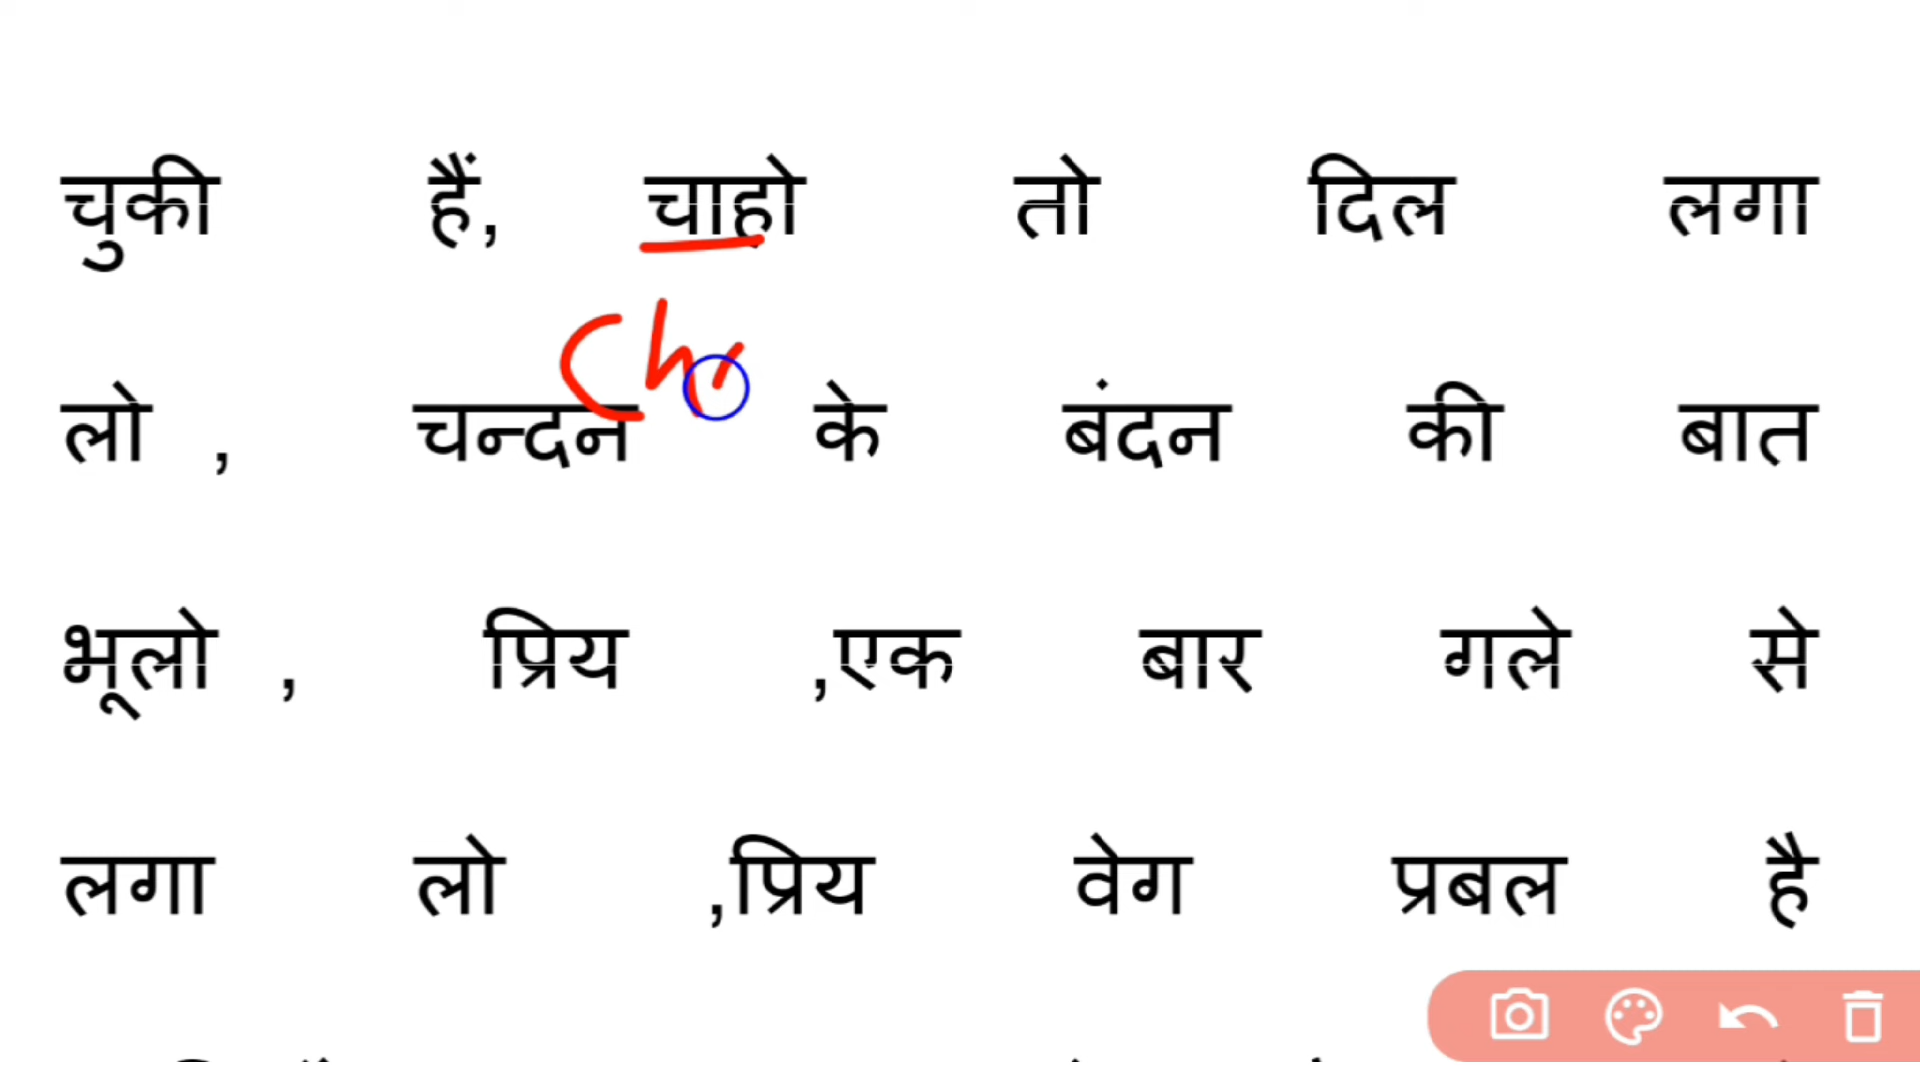 चुकी हैं, चाहो तो दिल लगा
Ch
लो , चन्दन के बंदन की बात
भूलो , प्रिय ,एक बार गले से
लगा लो ,प्रिय वेग प्रबल है